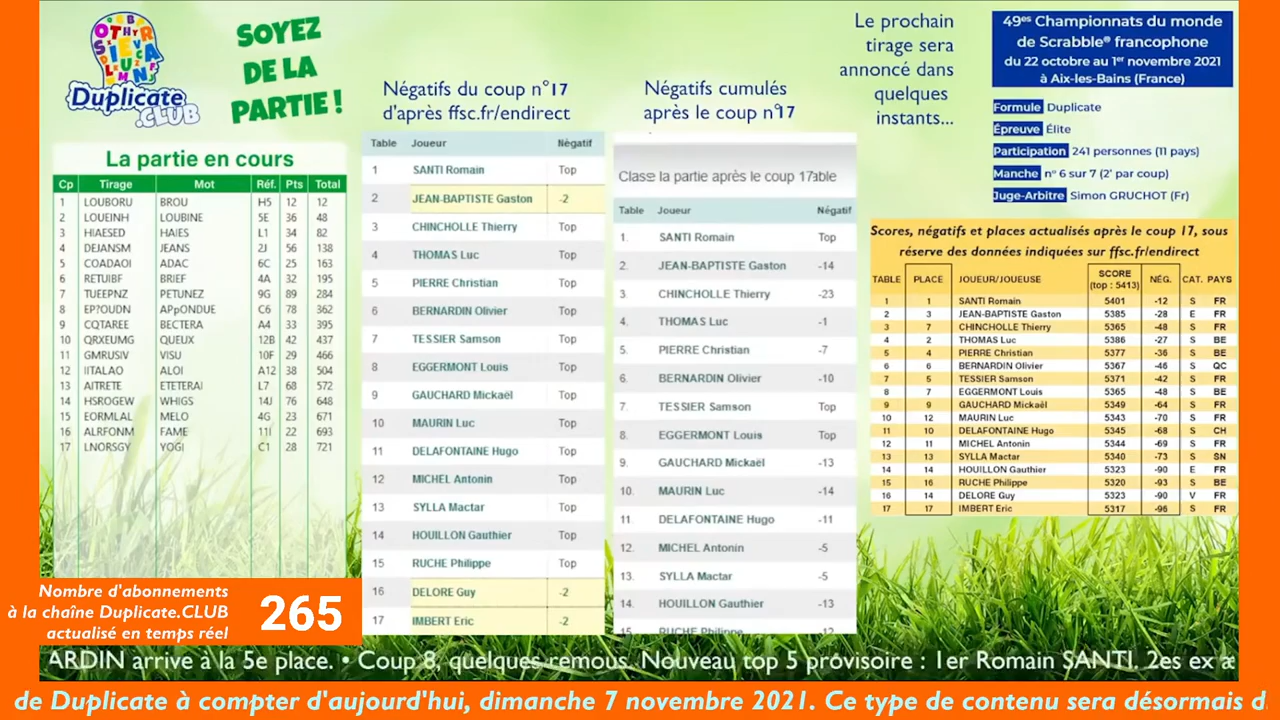 Duplicate
.CLUB
SOYEZ
DE LA
PARTIE !
Négatifs du coup n°17
d'après ffsc.fr/endirect
Négatifs cumulés
après le coup n°17
Le prochain
tirage sera
annoncé dans
quelques
instants...
49es Championnats du monde
de Scrabble® francophone
du 22 octobre au 1er novembre 2021
à Aix-les-Bains (France)
Formule Duplicate
Épreuve Élite
Participation 241 personnes (11 pays)
Manche n° 6 sur 7 (2' par coup)
Juge-Arbitre Simon GRUCHOT (Fr)
La partie en cours
Cp Tirage Mot Réf. Pts Total
1 LOUBORU BROU H5 12 12
2 LOUEINH LOUBINE 5E 36 48
3 HIAESED HAIES L1 34 82
4 DEJANSM JEANS 2J 56 138
5 COADAOI ADAC 6C 25 163
6 RETUIBF BRIEF 4A 32 195
7 TUEEPNZ PETUNEZ 9G 89 284
8 EP?OUDN APpONDUE C6 78 362
9 CQTAREE BECTERA A4 33 395
10 QRXEUMG QUEUX 12B 42 437
11 GMRUSIV VISU 10F 29 466
12 IITALAO ALOI A12 38 504
13 AITRETE ETETERAI L7 68 572
14 HSROGEW WHIGS 14J 76 648
15 EORMLAL MELO 4G 23 671
16 ALRFONM FAME 11I 22 693
17 LNORSGY YOGI C1 28 721
Table Joueur Négatif
1 SANTI Romain Top
2 JEAN-BAPTISTE Gaston -2
3 CHINCHOLLE Thierry Top
4 THOMAS Luc Top
5 PIERRE Christian Top
6 BERNARDIN Olivier Top
7 TESSIER Samson Top
8 EGGERMONT Louis Top
9 GAUCHARD Mickaël Top
10 MAURIN Luc Top
11 DELAFONTAINE Hugo Top
12 MICHEL Antonin Top
13 SYLLA Mactar Top
14 HOUILLON Gauthier Top
15 RUCHE Philippe Top
16 DELORE Guy -2
17 IMBERT Eric -2
Table Joueur Négatif
1. SANTI Romain Top
2. JEAN-BAPTISTE Gaston -14
3. CHINCHOLLE Thierry -23
4. THOMAS Luc -1
5. PIERRE Christian -7
6. BERNARDIN Olivier -10
7. TESSIER Samson Top
8. EGGERMONT Louis Top
9. GAUCHARD Mickaël -13
10. MAURIN Luc -14
11. DELAFONTAINE Hugo -11
12. MICHEL Antonin -5
13. SYLLA Mactar -5
14. HOUILLON Gauthier -13
15. RUCHE Philippe -12
Scores, négatifs et places actualisés après le coup 17, sous
réserve des données indiquées sur ffsc.fr/endirect
TABLE PLACE JOUEUR/JOUEUSE SCORE (top : 5413) NÉG. CAT. PAYS
1 1 SANTI Romain 5401 -12 S FR
2 3 JEAN-BAPTISTE Gaston 5385 -28 E FR
3 7 CHINCHOLLE Thierry 5365 -48 S FR
4 2 THOMAS Luc 5386 -27 S BE
5 4 PIERRE Christian 5377 -36 S BE
6 6 BERNARDIN Olivier 5367 -46 S QC
7 5 TESSIER Samson 5371 -42 S FR
8 7 EGGERMONT Louis 5365 -48 S BE
9 9 GAUCHARD Mickaël 5349 -64 S FR
10 12 MAURIN Luc 5343 -70 S FR
11 10 DELAFONTAINE Hugo 5345 -68 S CH
12 11 MICHEL Antonin 5344 -69 S FR
13 13 SYLLA Mactar 5340 -73 S SN
14 14 HOUILLON Gauthier 5323 -90 E FR
15 16 RUCHE Philippe 5320 -93 S BE
16 14 DELORE Guy 5323 -90 V FR
17 17 IMBERT Eric 5317 -96 S FR
Nombre d'abonnements
à la chaîne Duplicate.CLUB
actualisé en temps réel
265
ARDIN arrive à la 5e place. • Coup 8, quelques remous. Nouveau top 5 provisoire : 1er Romain SANTI. 2es ex
de Duplicate à compter d'aujourd'hui, dimanche 7 novembre 2021. Ce type de contenu sera désormais d